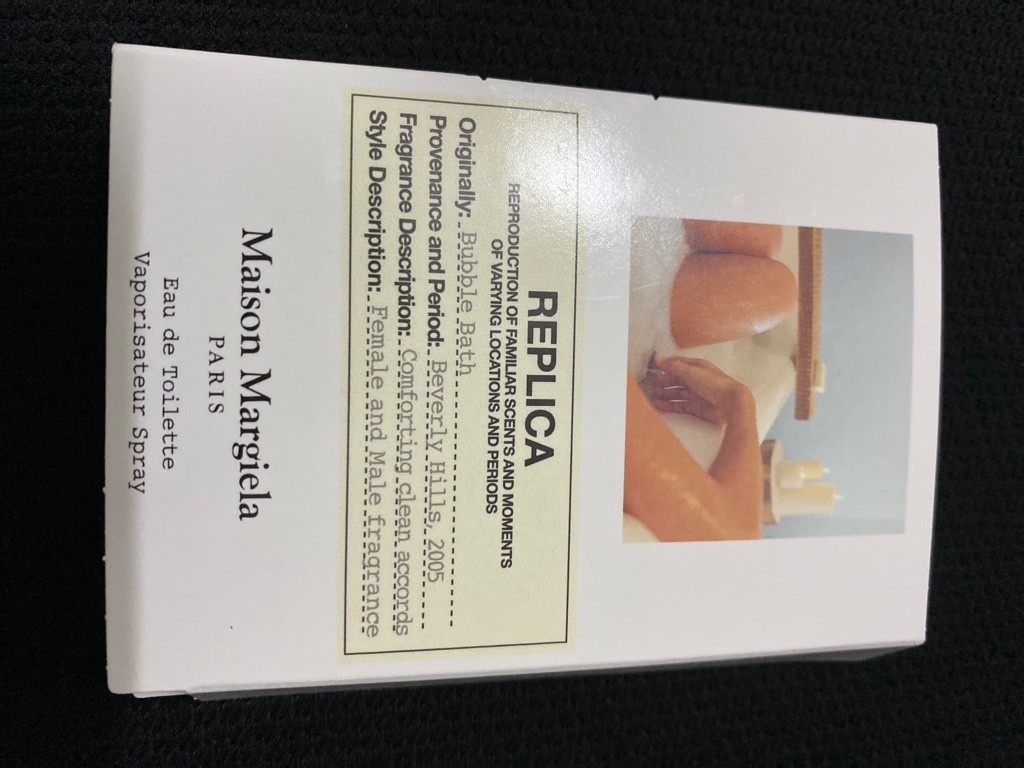 REPLICA
REPRODUCTION OF FAMILIAR SCENTS AND MOMENTS
OF VARYING LOCATIONS AND PERIODS
Originally: Bubble Bath
Provenance and Period: Beverly Hills, 2005
Fragrance Description: Comforting clean accords
Style Description: Female and Male fragrance
Maison Margiela
PARIS
Eau de Toilette
Vaporisateur Spray